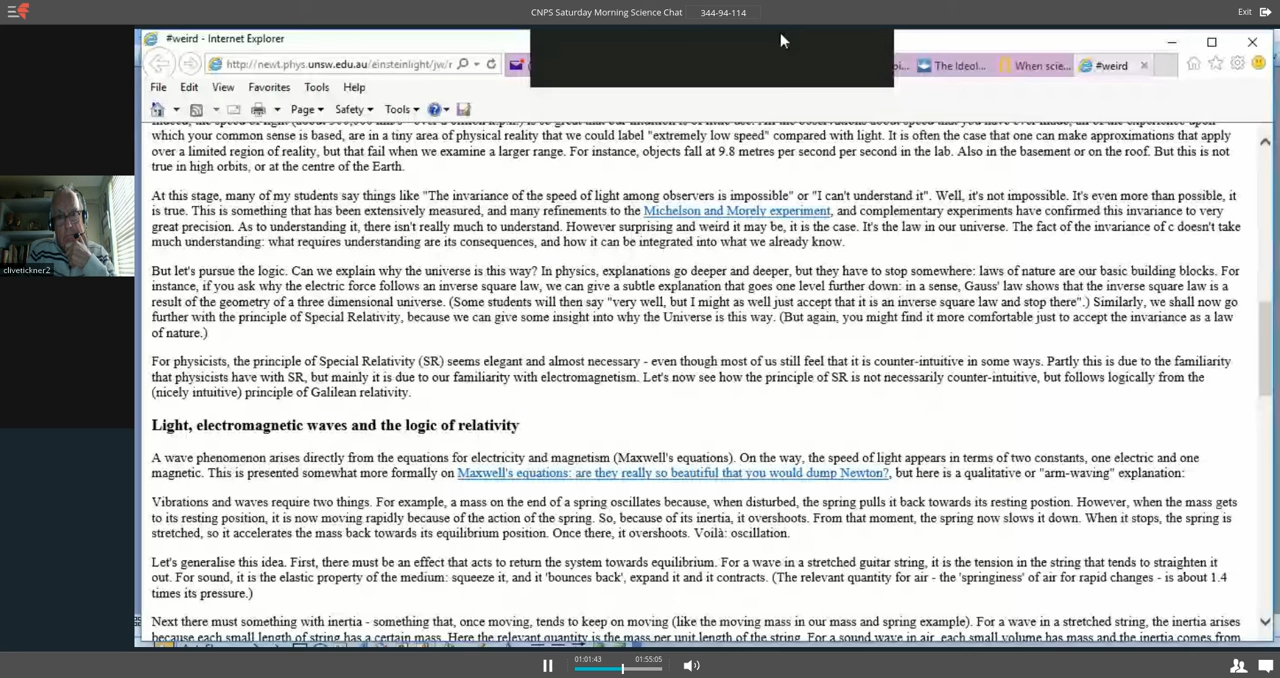 CNPS Saturday Morning Science Chat 344-94-114 Exit
#weird - Internet Explorer
http://newt.phys.unsw.edu.au/einsteinlight/jw/r The Ideol... When scie... #weird
File Edit View Favorites Tools Help
Page Safety Tools
which your common sense is based, are in a tiny area of physical reality that we could label "extremely low speed" compared with light. It is often the case that one can make approximations that apply
over a limited region of reality, but that fail when we examine a larger range. For instance, objects fall at 9.8 metres per second per second in the lab. Also in the basement or on the roof. But this is not
true in high orbits, or at the centre of the Earth.
At this stage, many of my students say things like "The invariance of the speed of light among observers is impossible" or "I can't understand it". Well, it's not impossible. It's even more than possible, it
is true. This is something that has been extensively measured, and many refinements to the Michelson and Morely experiment, and complementary experiments have confirmed this invariance to very
great precision. As to understanding it, there isn't really much to understand. However surprising and weird it may be, it is the case. It's the law in our universe. The fact of the invariance of c doesn't take
much understanding: what requires understanding are its consequences, and how it can be integrated into what we already know.
But let's pursue the logic. Can we explain why the universe is this way? In physics, explanations go deeper and deeper, but they have to stop somewhere: laws of nature are our basic building blocks. For
instance, if you ask why the electric force follows an inverse square law, we can give a subtle explanation that goes one level further down: in a sense, Gauss' law shows that the inverse square law is a
result of the geometry of a three dimensional universe. (Some students will then say "very well, but I might as well just accept that it is an inverse square law and stop there".) Similarly, we shall now go
further with the principle of Special Relativity, because we can give some insight into why the Universe is this way. (But again, you might find it more comfortable just to accept the invariance as a law
of nature.)
For physicists, the principle of Special Relativity (SR) seems elegant and almost necessary - even though most of us still feel that it is counter-intuitive in some ways. Partly this is due to the familiarity
that physicists have with SR, but mainly it is due to our familiarity with electromagnetism. Let's now see how the principle of SR is not necessarily counter-intuitive, but follows logically from the
(nicely intuitive) principle of Galilean relativity.
Light, electromagnetic waves and the logic of relativity
A wave phenomenon arises directly from the equations for electricity and magnetism (Maxwell's equations). On the way, the speed of light appears in terms of two constants, one electric and one
magnetic. This is presented somewhat more formally on Maxwell's equations: are they really so beautiful that you would dump Newton?, but here is a qualitative or "arm-waving" explanation:
Vibrations and waves require two things. For example, a mass on the end of a spring oscillates because, when disturbed, the spring pulls it back towards its resting postion. However, when the mass gets
to its resting position, it is now moving rapidly because of the action of the spring. So, because of its inertia, it overshoots. From that moment, the spring now slows it down. When it stops, the spring is
stretched, so it accelerates the mass back towards its equilibrium position. Once there, it overshoots. Voilà: oscillation.
Let's generalise this idea. First, there must be an effect that acts to return the system towards equilibrium. For a wave in a stretched guitar string, it is the tension in the string that tends to straighten it
out. For sound, it is the elastic property of the medium: squeeze it, and it 'bounces back', expand it and it contracts. (The relevant quantity for air - the 'springiness' of air for rapid changes - is about 1.4
times its pressure.)
Next there must something with inertia - something that, once moving, tends to keep on moving (like the moving mass in our mass and spring example). For a wave in a stretched string, the inertia arises
because each small length of string has a certain mass. Here the relevant quantity is the mass per unit length of the string. For a sound wave in air, each small volume has mass and the inertia comes from
clivetickner2
01:01:43 01:55:05